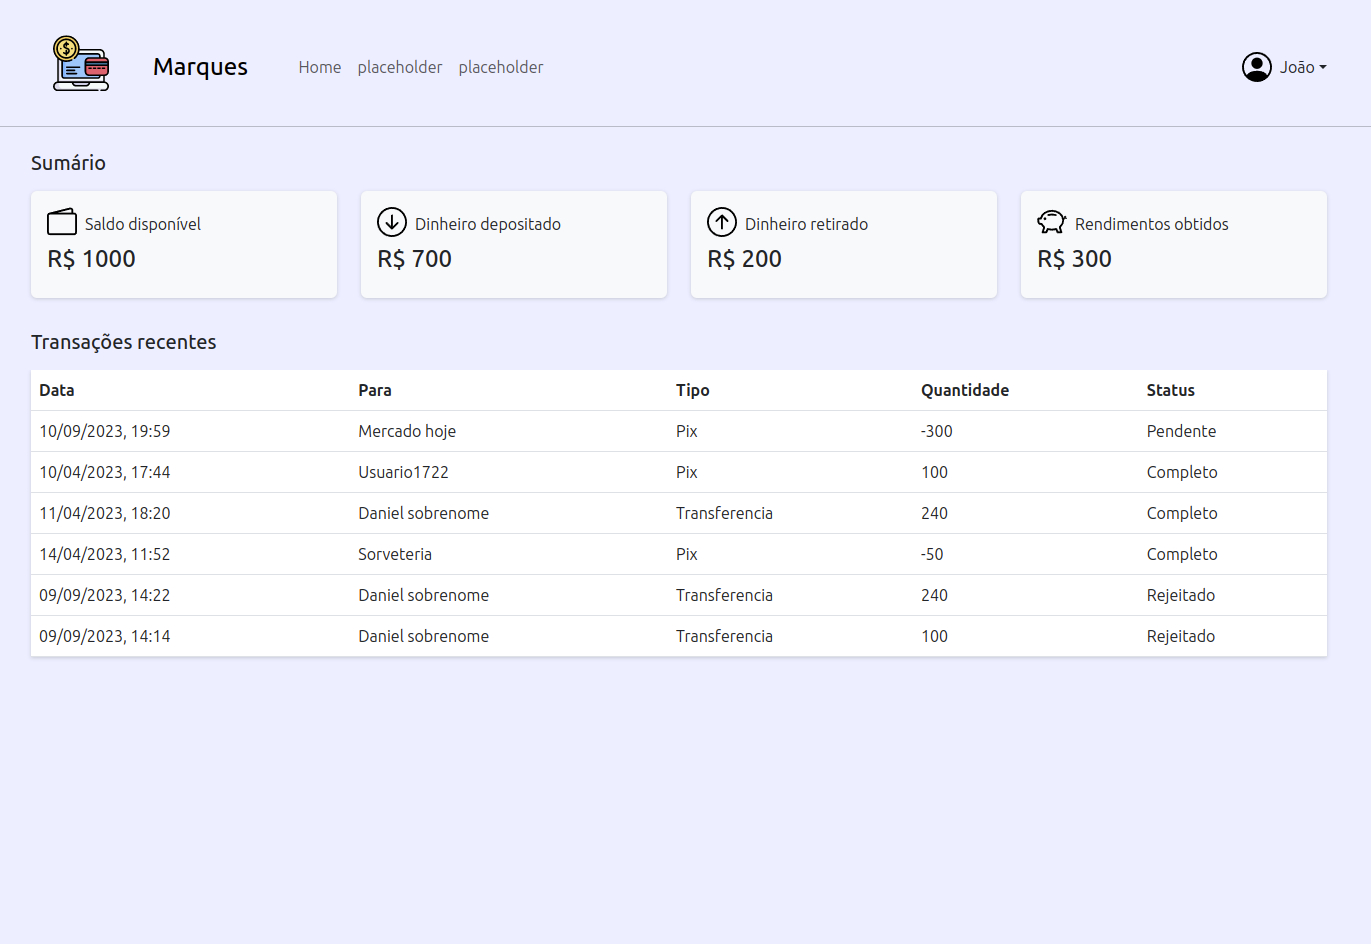 Marques Home placeholder placeholder João
Sumário
Saldo disponível Dinheiro depositado Dinheiro retirado Rendimentos obtidos
R$ 1000 R$ 700 R$ 200 R$ 300
Transações recentes
Data Para Tipo Quantidade Status
10/09/2023, 19:59 Mercado hoje Pix -300 Pendente
10/04/2023, 17:44 Usuario1722 Pix 100 Completo
11/04/2023, 18:20 Daniel sobrenome Transferencia 240 Completo
14/04/2023, 11:52 Sorveteria Pix -50 Completo
09/09/2023, 14:22 Daniel sobrenome Transferencia 240 Rejeitado
09/09/2023, 14:14 Daniel sobrenome Transferencia 100 Rejeitado